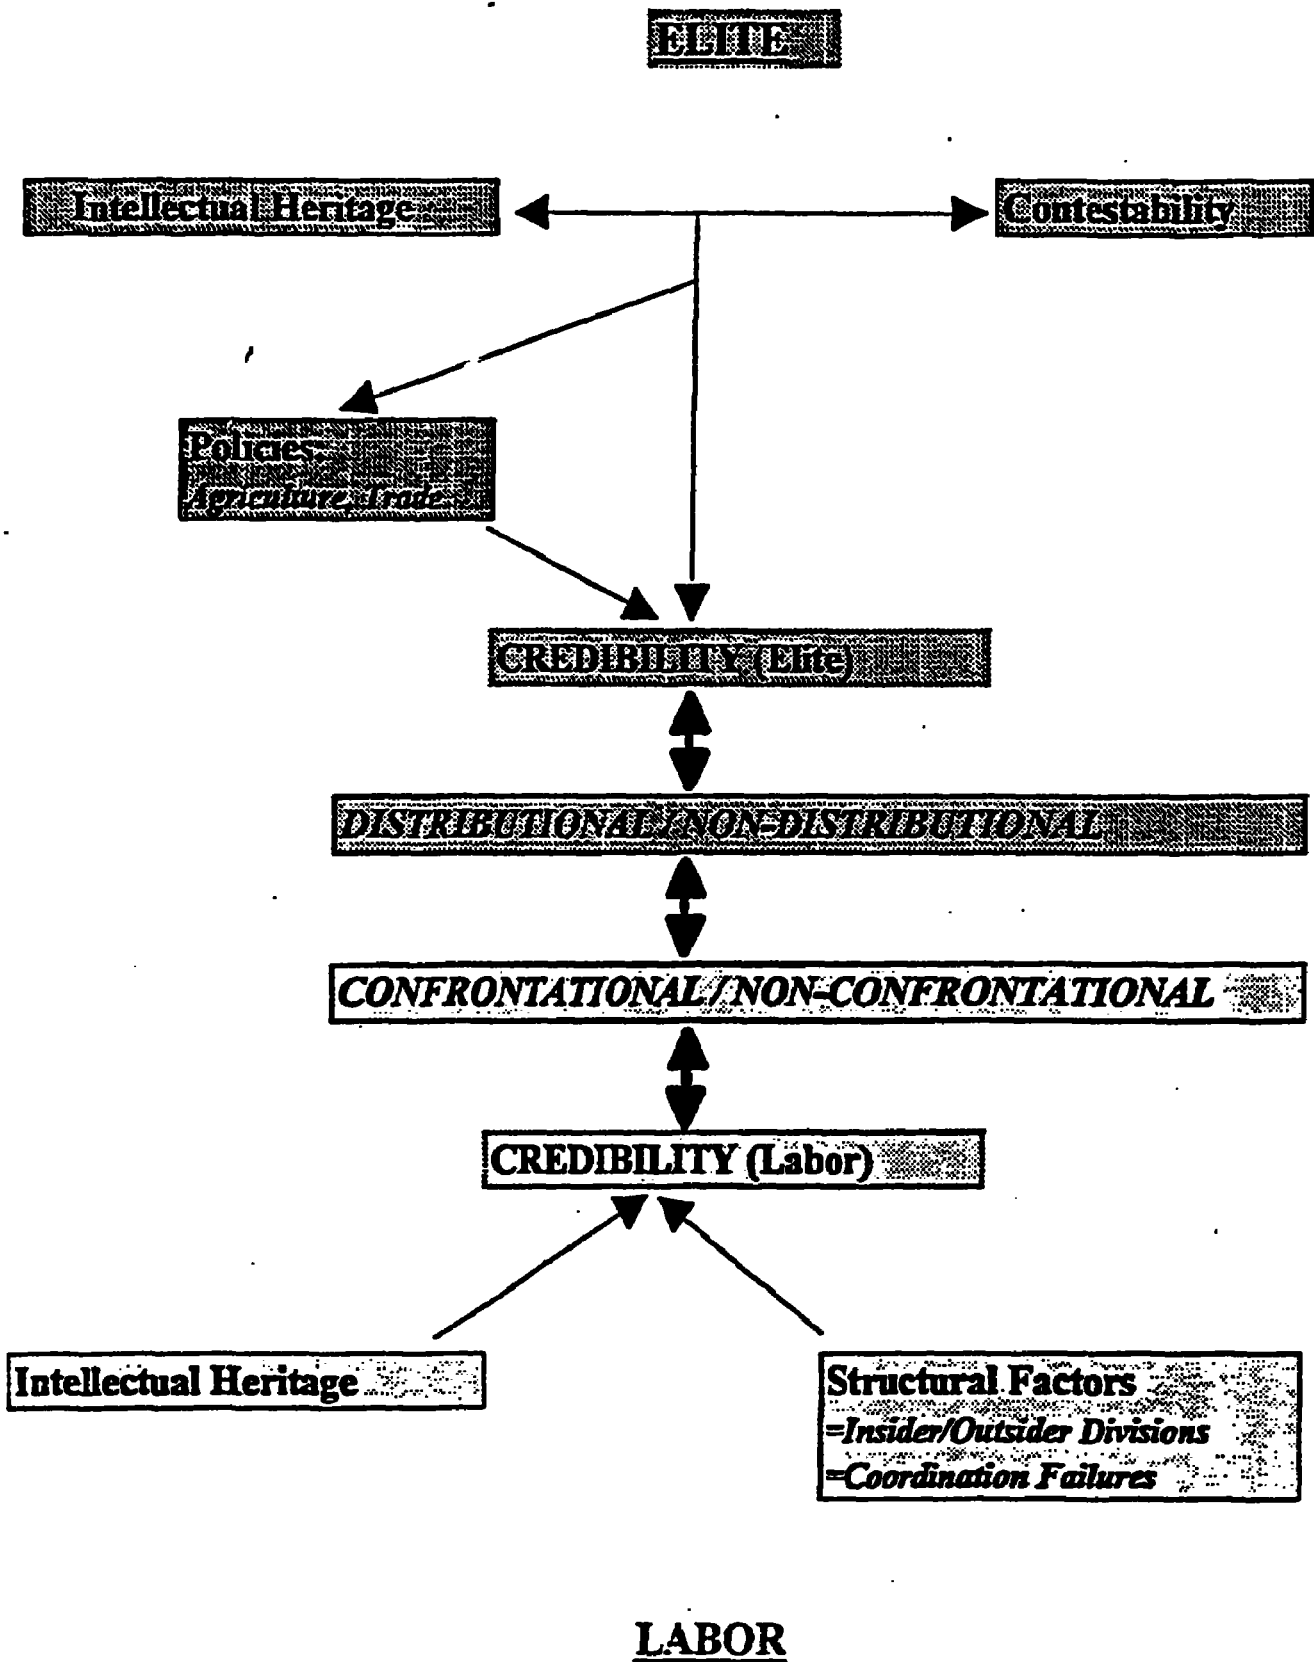 ELITE
Intellectual Heritage
Contestability
Policies:
Agriculture, Trade
CREDIBILITY (Elite)
DISTRIBUTIONAL / NON-DISTRIBUTIONAL
CONFRONTATIONAL / NON-CONFRONTATIONAL
CREDIBILITY (Labor)
Intellectual Heritage
Structural Factors
=Insider/Outsider Divisions
=Coordination Failures
LABOR